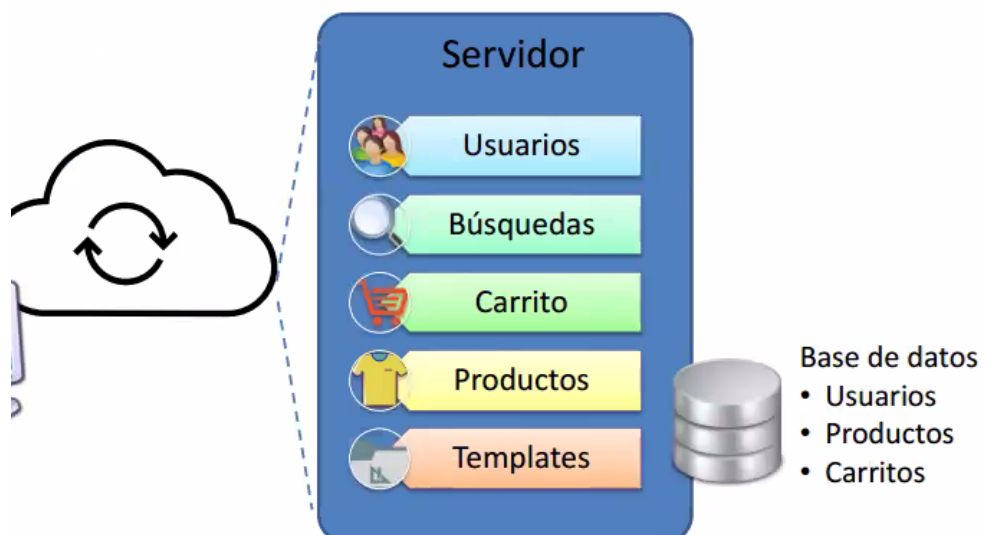 Servidor
Usuarios
Búsquedas
Carrito
Productos
Templates
Base de datos
• Usuarios
• Productos
• Carritos